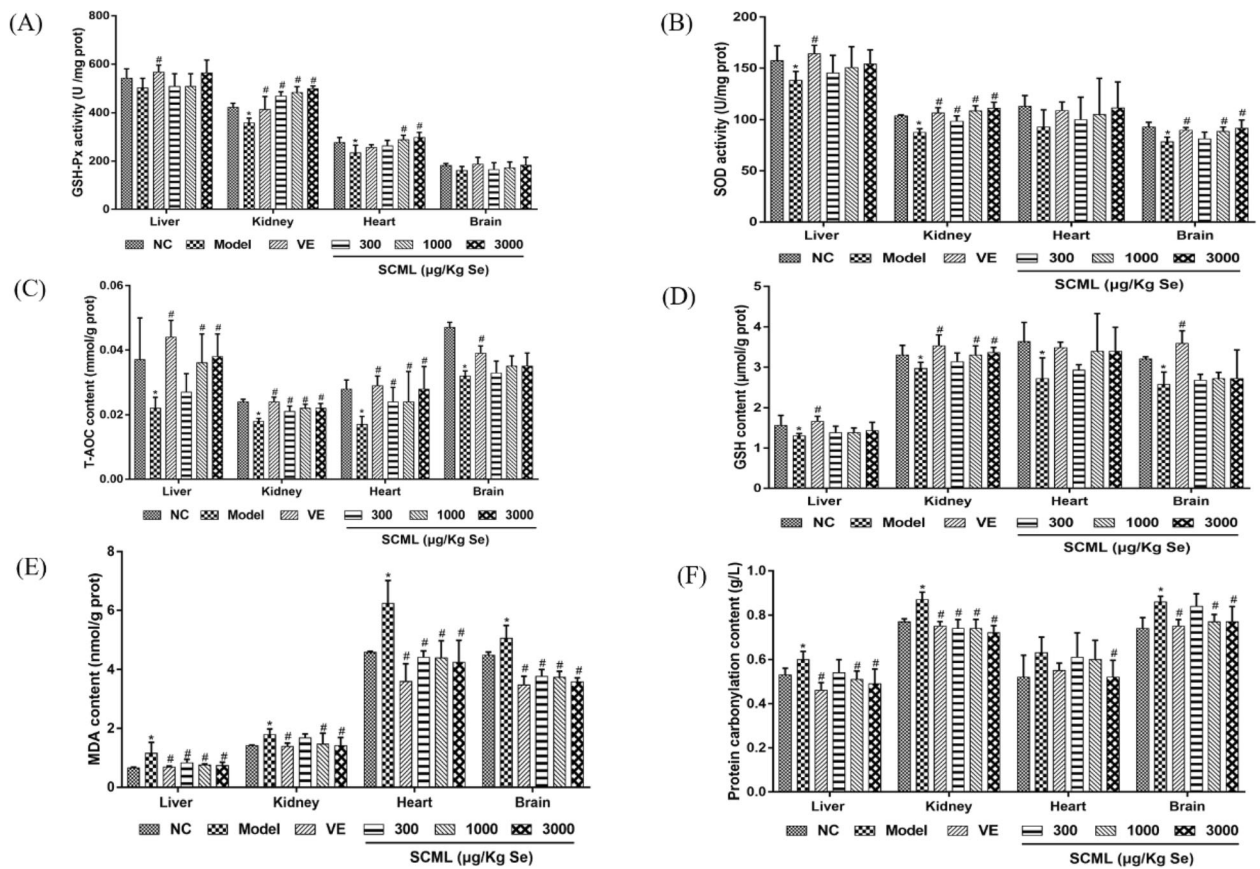 (A)
GSH-Px activity (U /mg prot)
800
600
400
200
0
# * # # # # * # #
Liver Kidney Heart Brain
NC Model VE 300 1000 3000
SCML (μg/Kg Se)
(B)
SOD activity (U/mg prot)
200
150
100
50
0
* # * # # # # * # # #
Liver Kidney Heart Brain
NC Model VE 300 1000 3000
SCML (μg/Kg Se)
(C)
T-AOC content (mmol/g prot)
0.06
0.04
0.02
0.00
* # # # * # # # # * # # # # * #
Liver Kidney Heart Brain
NC Model VE 300 1000 3000
SCML (μg/Kg Se)
(D)
GSH content (μmol/g prot)
5
4
3
2
1
0
* # * # # # * * #
Liver Kidney Heart Brain
NC Model VE 300 1000 3000
SCML (μg/Kg Se)
(E)
MDA content (nmol/g prot)
8
6
4
2
0
* # # # # * # # # * # # # # * # # # #
Liver Kidney Heart Brain
NC Model VE 300 1000 3000
SCML (μg/Kg Se)
(F)
Protein carbonylation content (g/L)
1.0
0.8
0.6
0.4
0.2
0.0
* # # # * # # # # # * # # #
Liver Kidney Heart Brain
NC Model VE 300 1000 3000
SCML (μg/Kg Se)